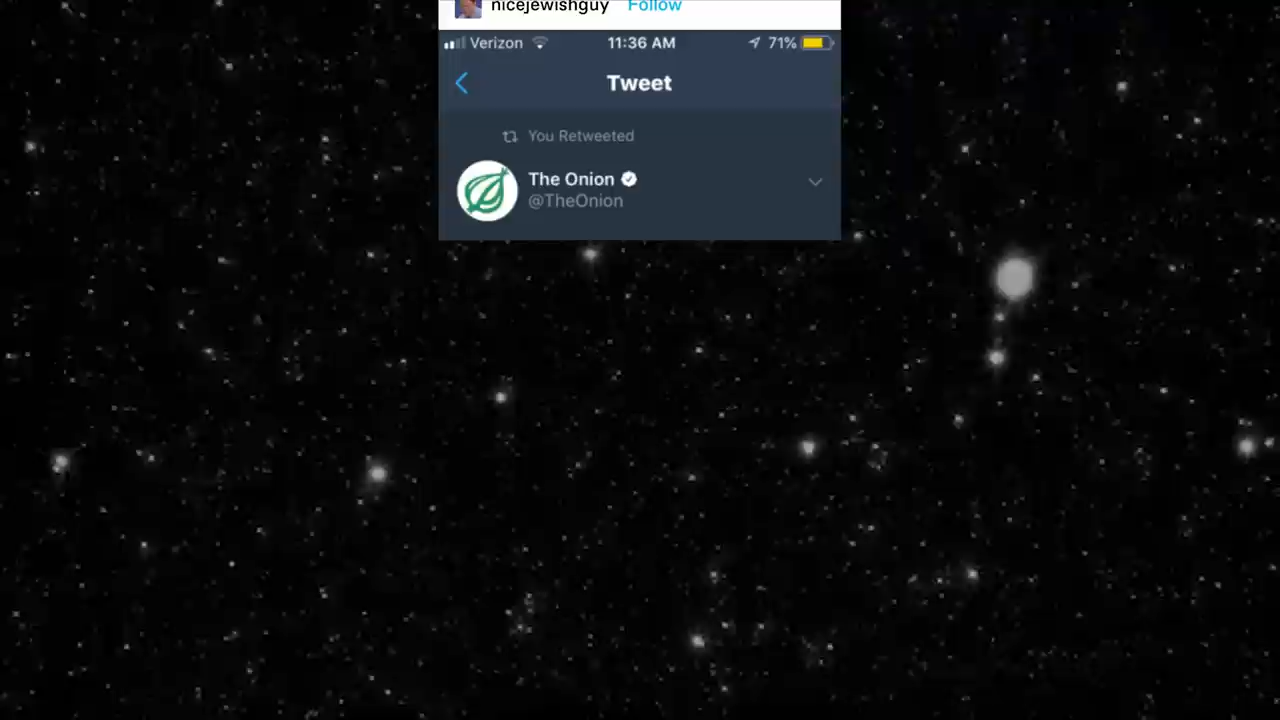 nicejewishguy Follow
Verizon 11:36 AM 71%
Tweet
You Retweeted
The Onion
@TheOnion